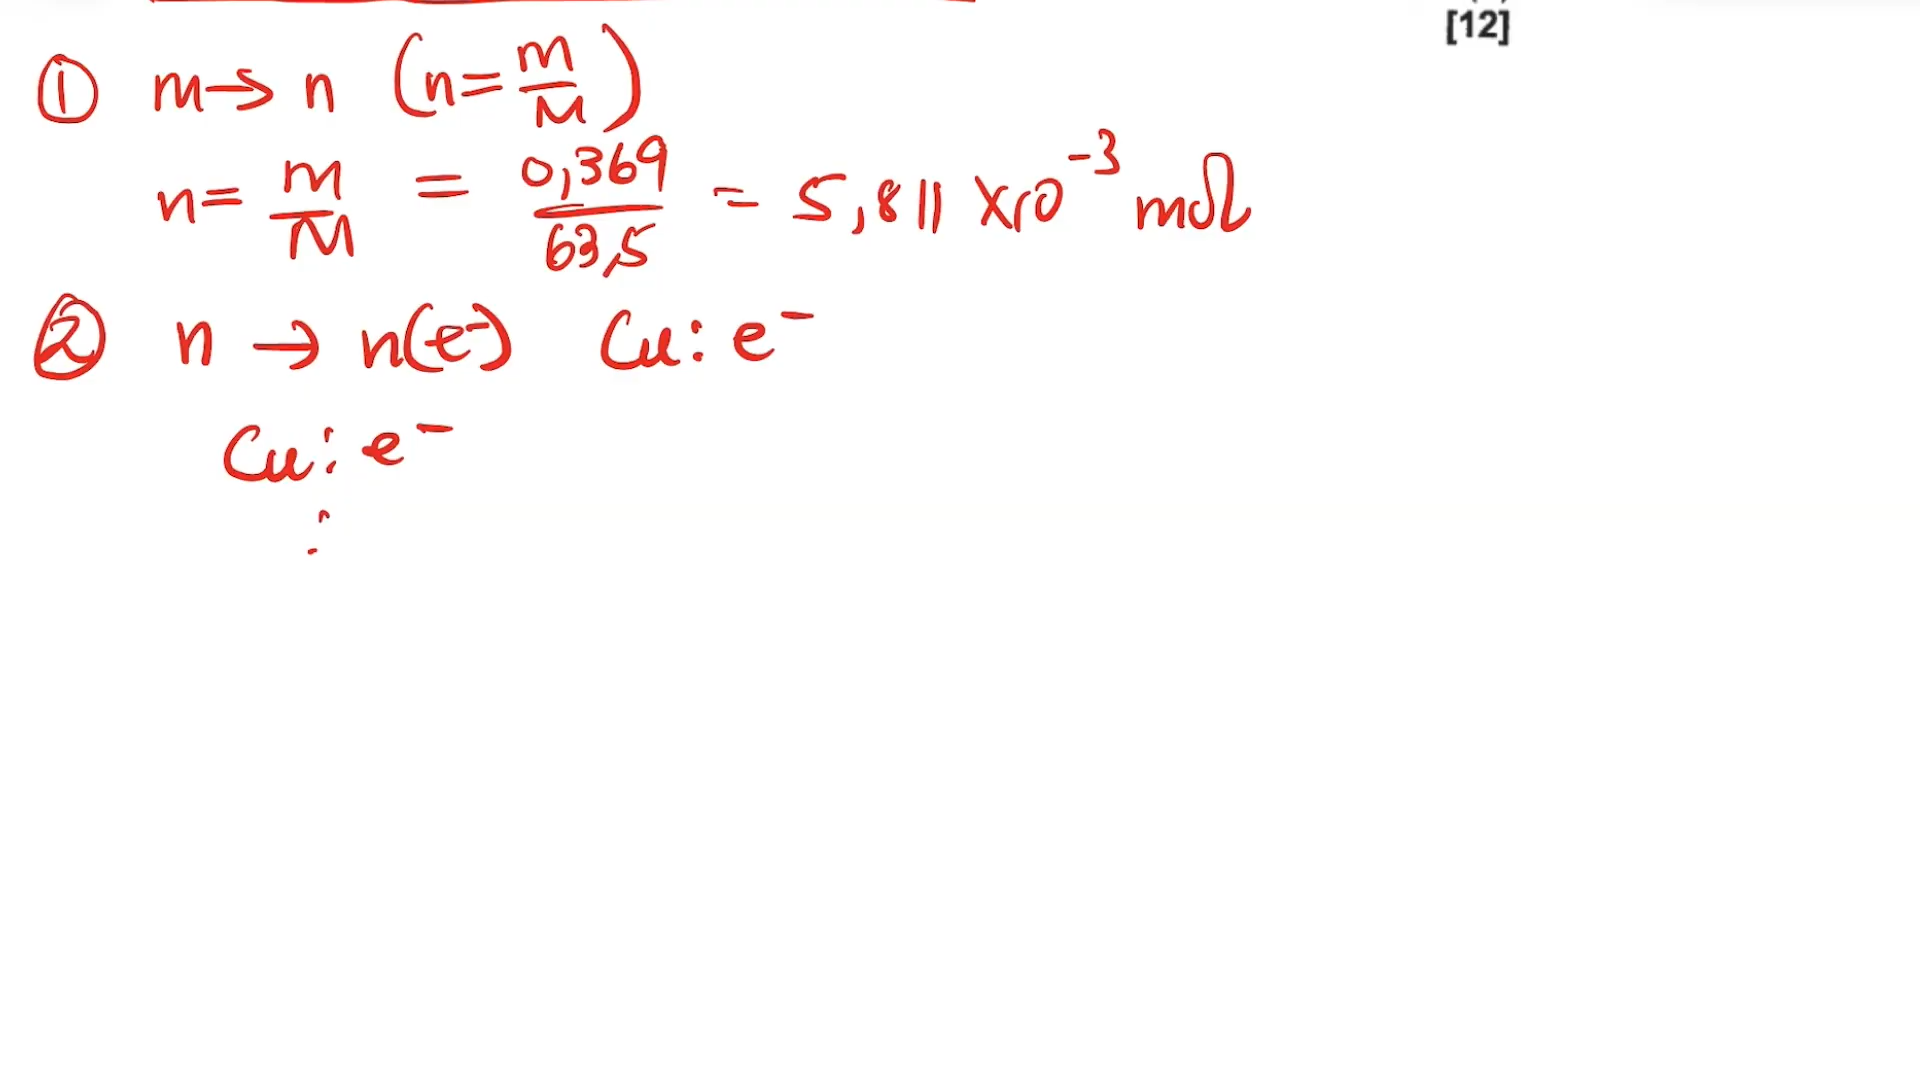 [12]
① m→n (n=m/M)
n= m/M = 0,369/63,5 = 5,811 x10⁻³ mol
② n → n(e⁻) Cu : e⁻
Cu : e⁻
: